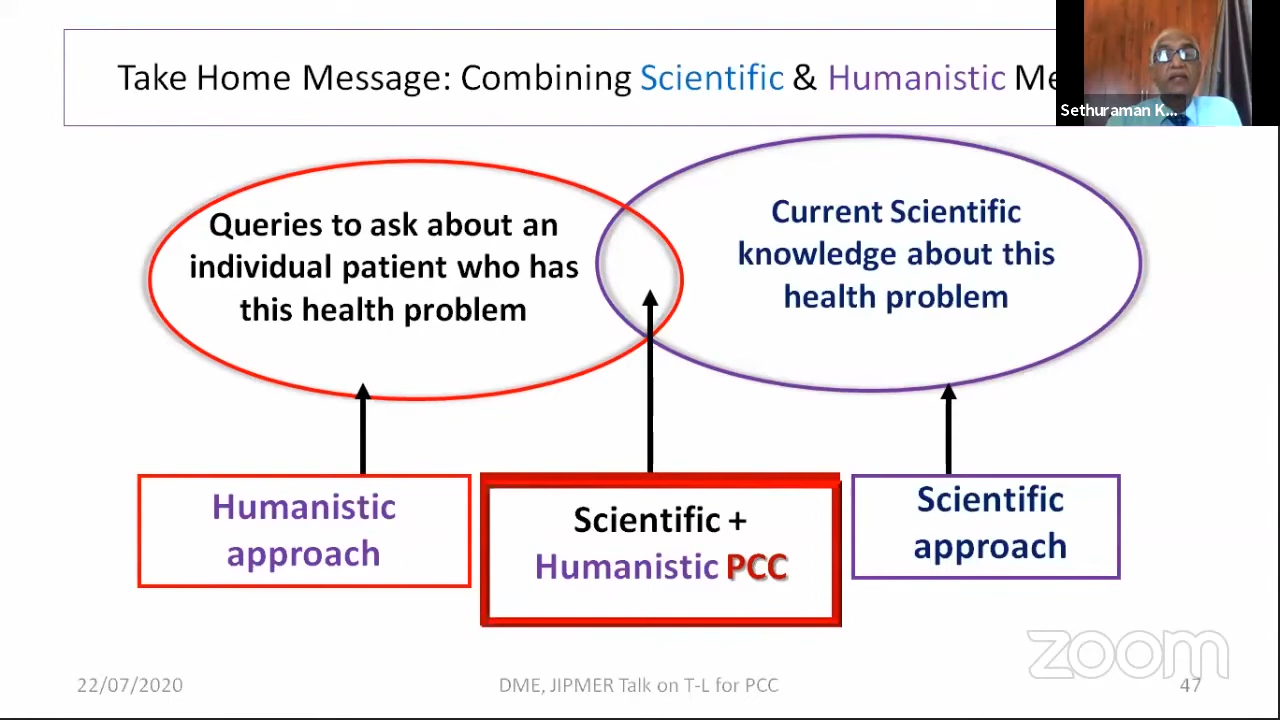 Take Home Message: Combining Scientific & Humanistic
Sethuraman K...
Queries to ask about an
individual patient who has
this health problem
Current Scientific
knowledge about this
health problem
Humanistic
approach
Scientific +
Humanistic PCC
Scientific
approach
zoom
22/07/2020
DME, JIPMER Talk on T-L for PCC
47